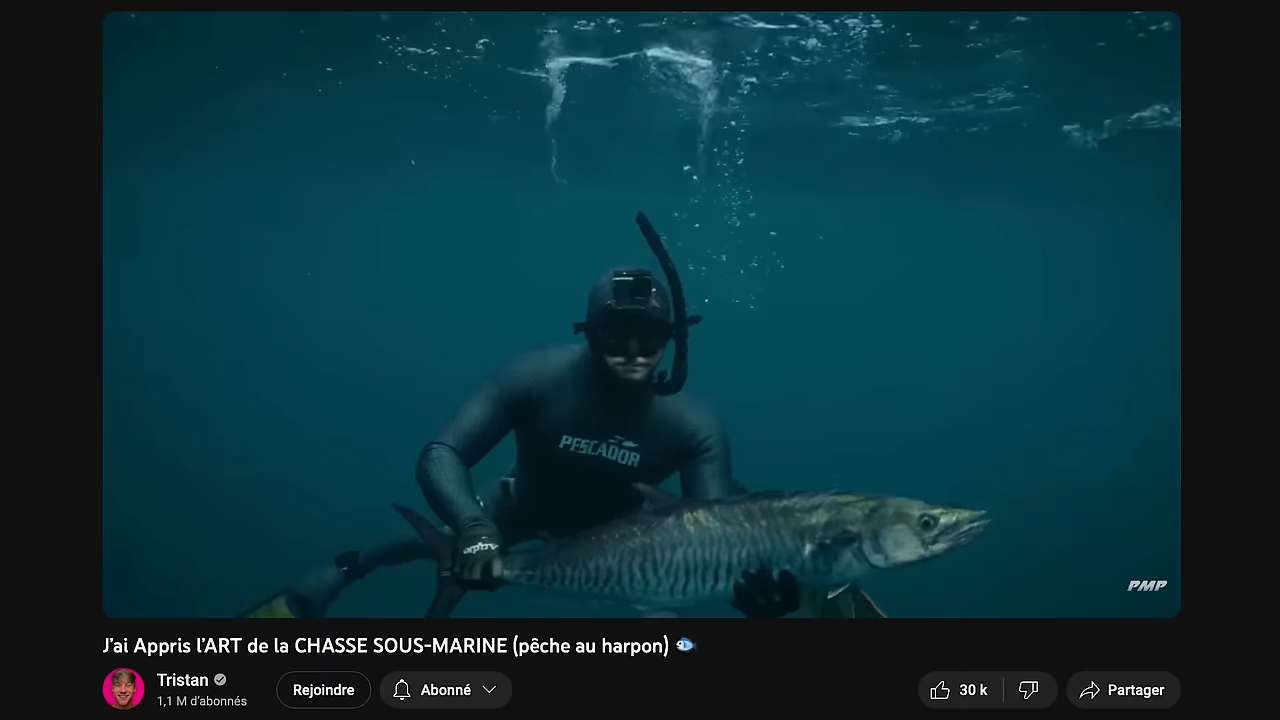 PESCADOR
PMP
J'ai Appris l'ART de la CHASSE SOUS-MARINE (pêche au harpon) 🐟
Tristan
1,1 M d'abonnés
Rejoindre
Abonné
30 k
Partager